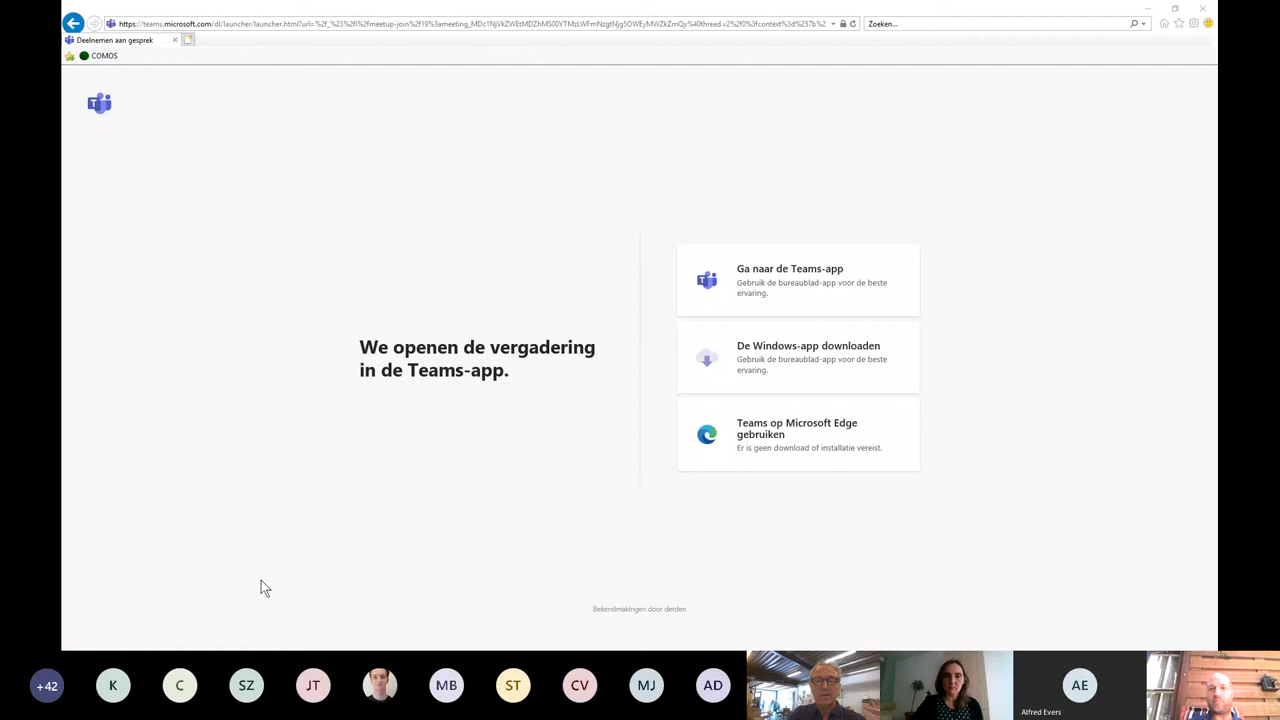 Zoeken...
Deelnemen aan gesprek
COMOS
We openen de vergadering
in de Teams-app.
Ga naar de Teams-app
Gebruik de bureaublad-app voor de beste
ervaring.
De Windows-app downloaden
Gebruik de bureaublad-app voor de beste
ervaring.
Teams op Microsoft Edge
gebruiken
Er is geen download of installatie vereist.
Bekendmakingen door derden
+42
K
C
SZ
JT
MB
ST
CV
MJ
AD
AE
Alfred Evers